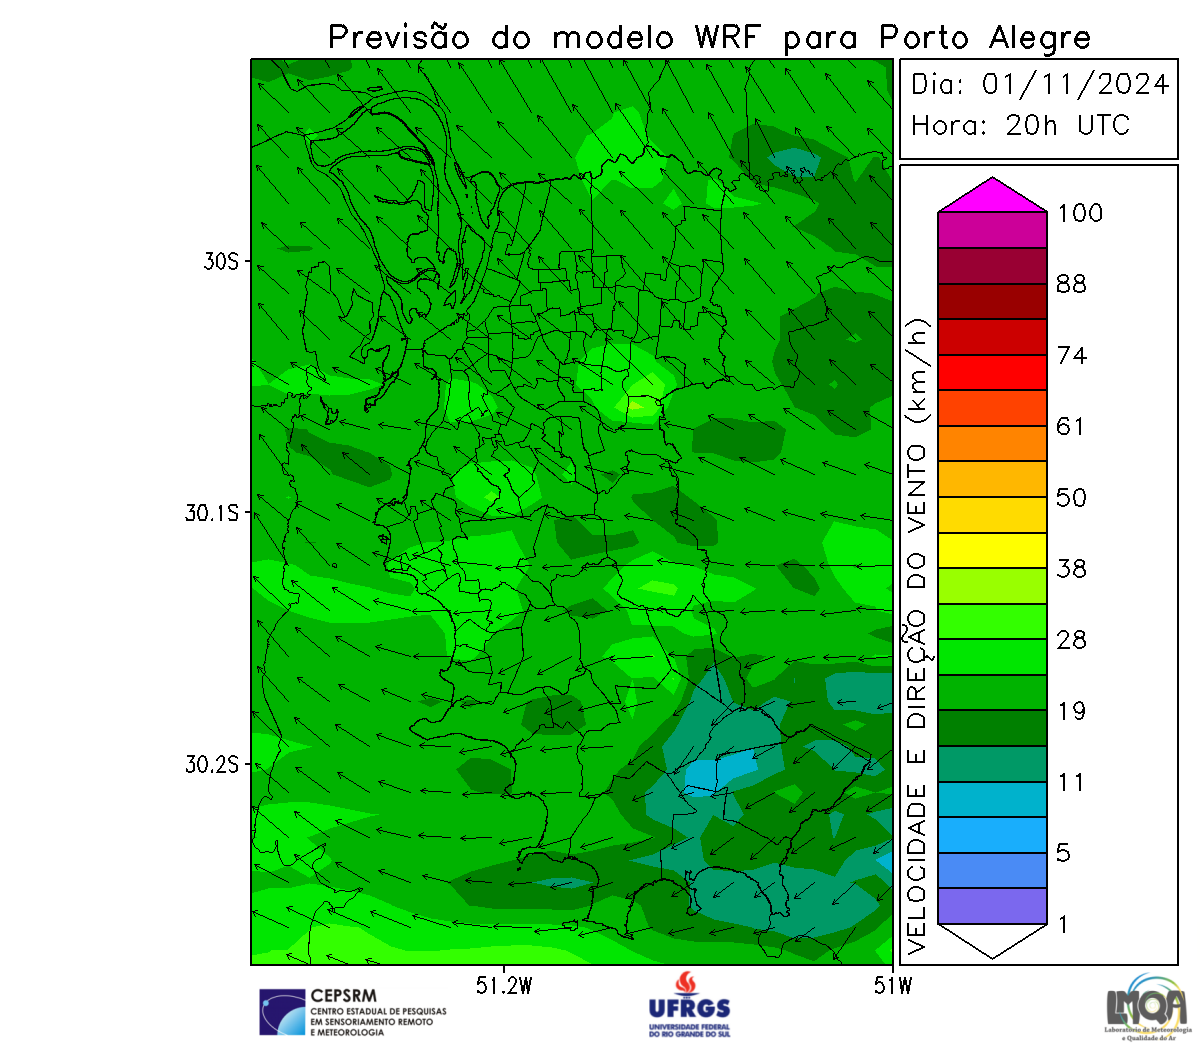 Previsão do modelo WRF para Porto Alegre
Dia: 01/11/2024
Hora: 20h UTC
30S
30.1S
30.2S
51.2W
51W
VELOCIDADE E DIREÇÃO DO VENTO (km/h)
100
88
74
61
50
38
28
19
11
5
1
CEPSRM
CENTRO ESTADUAL DE PESQUISAS
EM SENSORIAMENTO REMOTO
E METEOROLOGIA
UFRGS
UNIVERSIDADE FEDERAL
DO RIO GRANDE DO SUL
LMQA
Laboratório de Meteorologia
e Qualidade do Ar